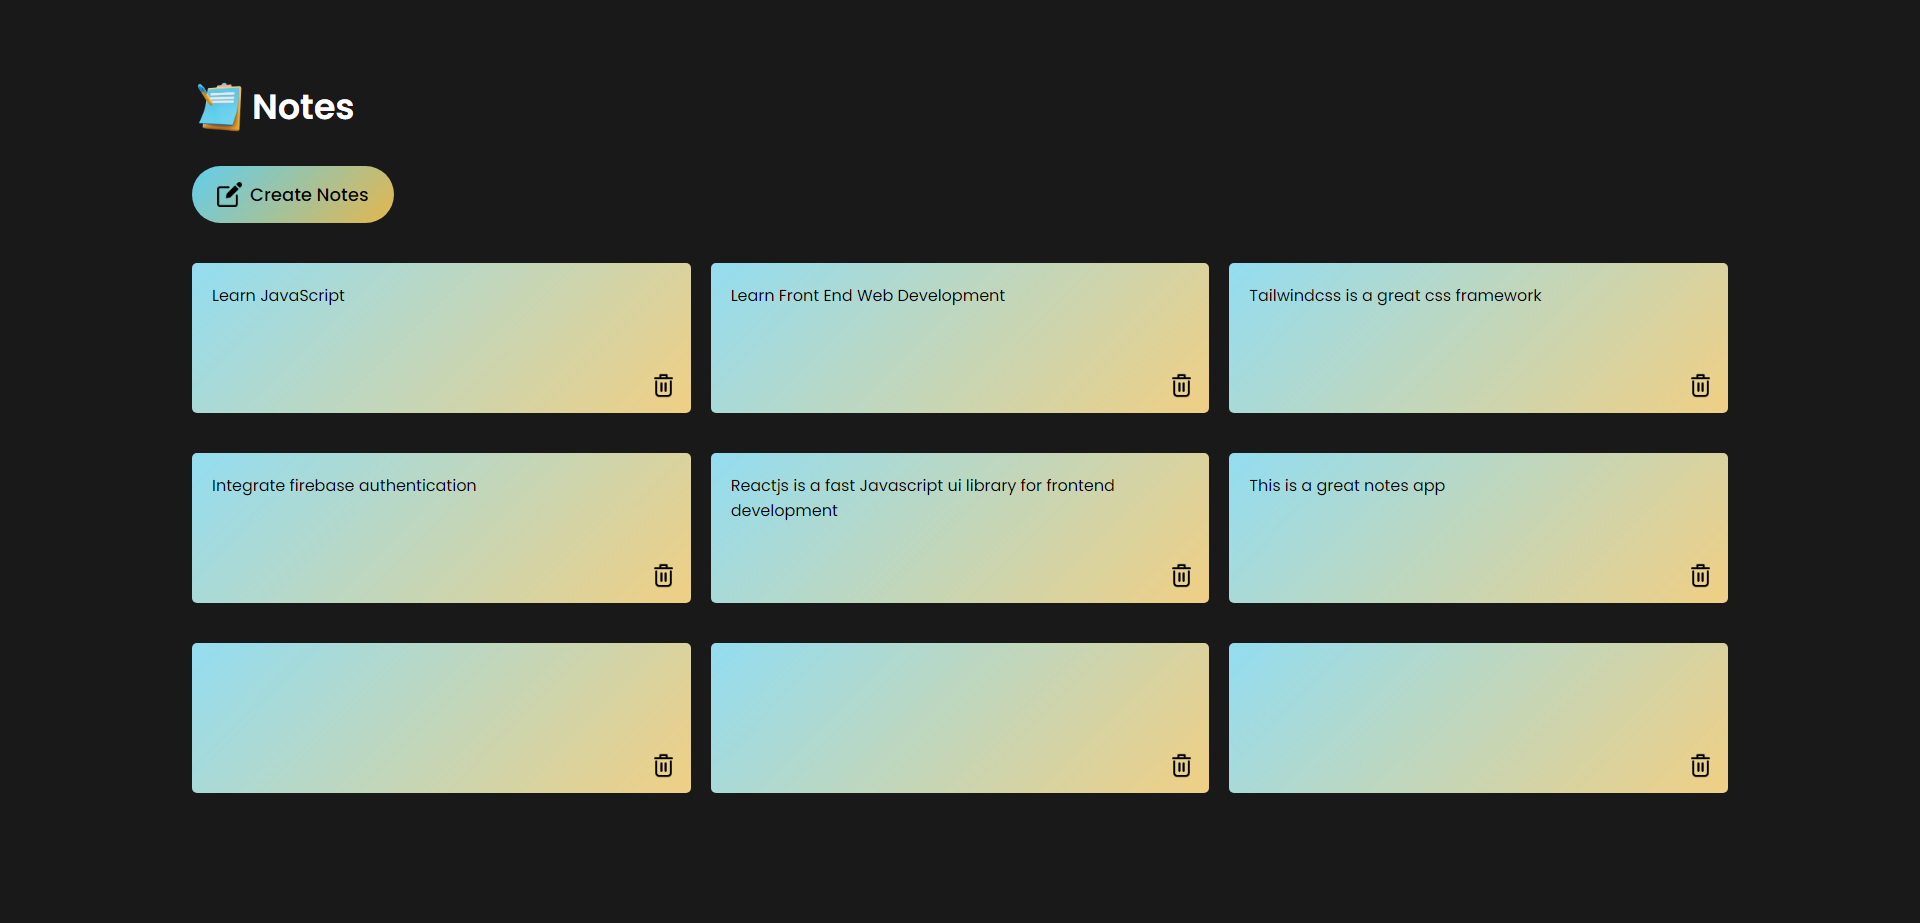 Notes
Create Notes
Learn JavaScript
Learn Front End Web Development
Tailwindcss is a great css framework
Integrate firebase authentication
Reactjs is a fast Javascript ui library for frontend
development
This is a great notes app